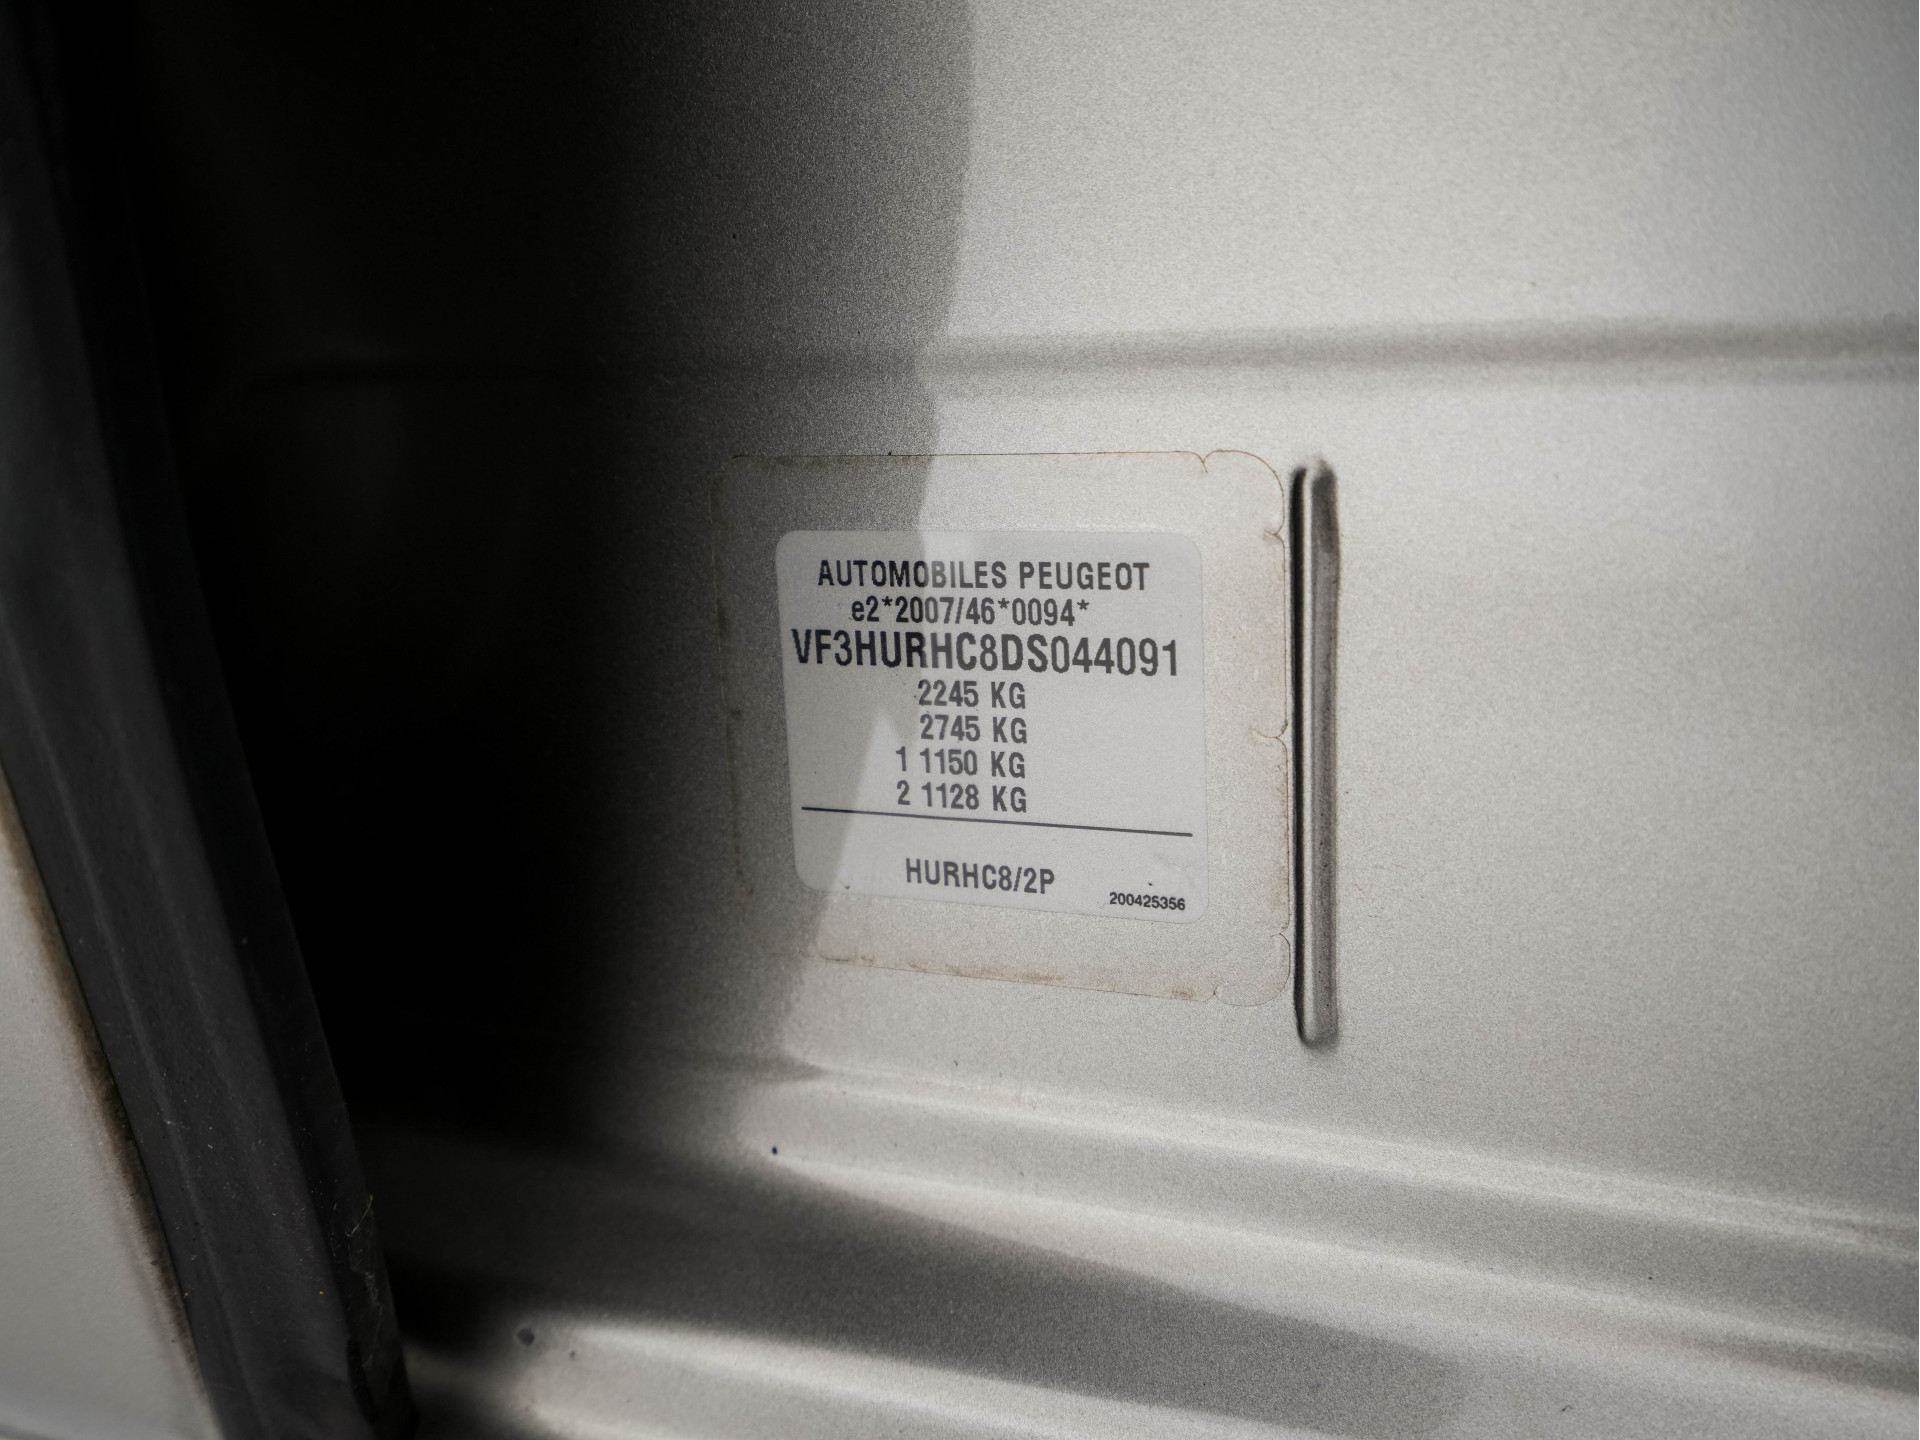 AUTOMOBILES PEUGEOT
e2*2007/46*0094*
VF3HURHC8DS044091
2245 KG
2745 KG
1 1150 KG
2 1128 KG
HURHC8/2P
200425356